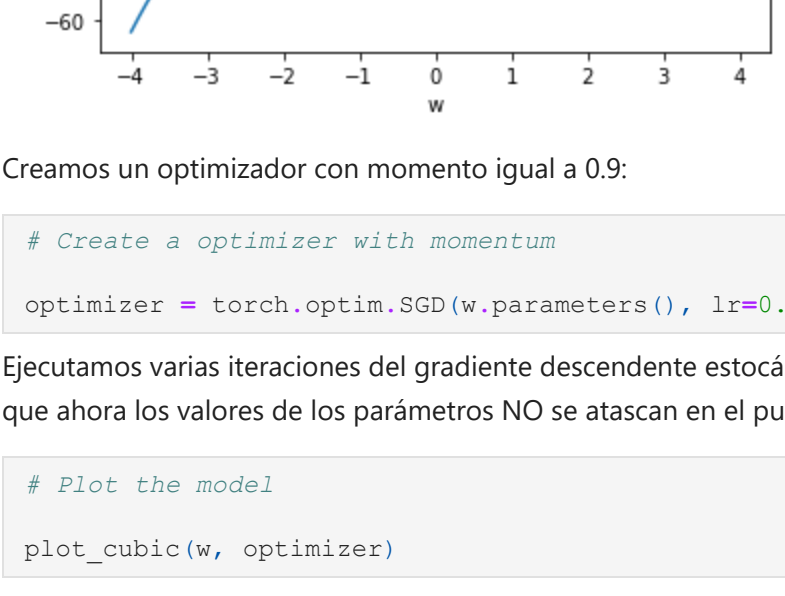 −60
−4 −3 −2 −1 0 1 2 3 4
w
Creamos un optimizador con momento igual a 0.9:
# Create a optimizer with momentum
optimizer = torch.optim.SGD(w.parameters(), lr=0.
Ejecutamos varias iteraciones del gradiente descendente
que ahora los valores de los parámetros NO se atascan en el
# Plot the model
plot_cubic(w, optimizer)